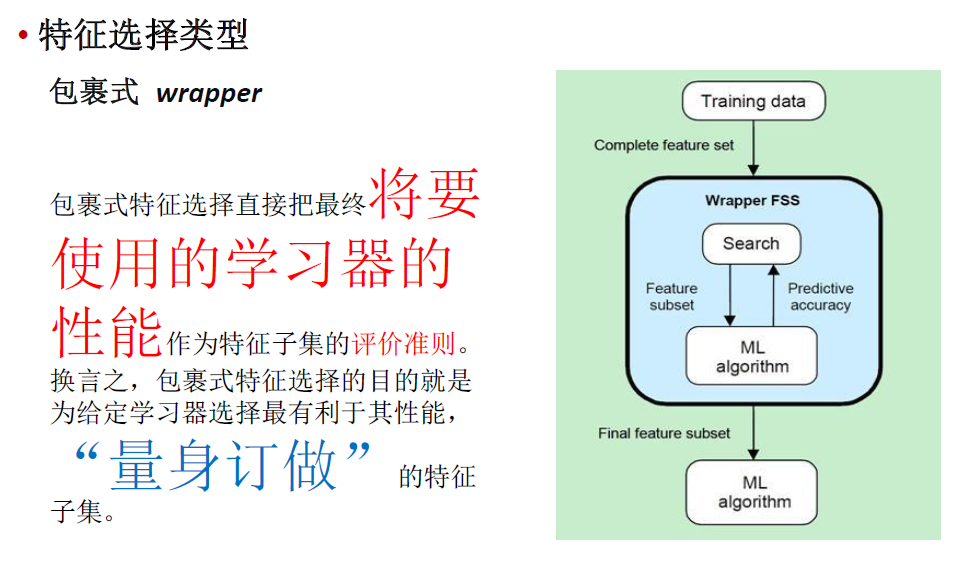 • 特征选择类型
包裹式 wrapper
包裹式特征选择直接把最终将要
使用的学习器的
性能作为特征子集的评价准则。
换言之，包裹式特征选择的目的就是
为给定学习器选择最有利于其性能，
“量身订做”的特征
子集。
Training data
Complete feature set
Wrapper FSS
Search
Feature
subset
Predictive
accuracy
ML
algorithm
Final feature subset
ML
algorithm